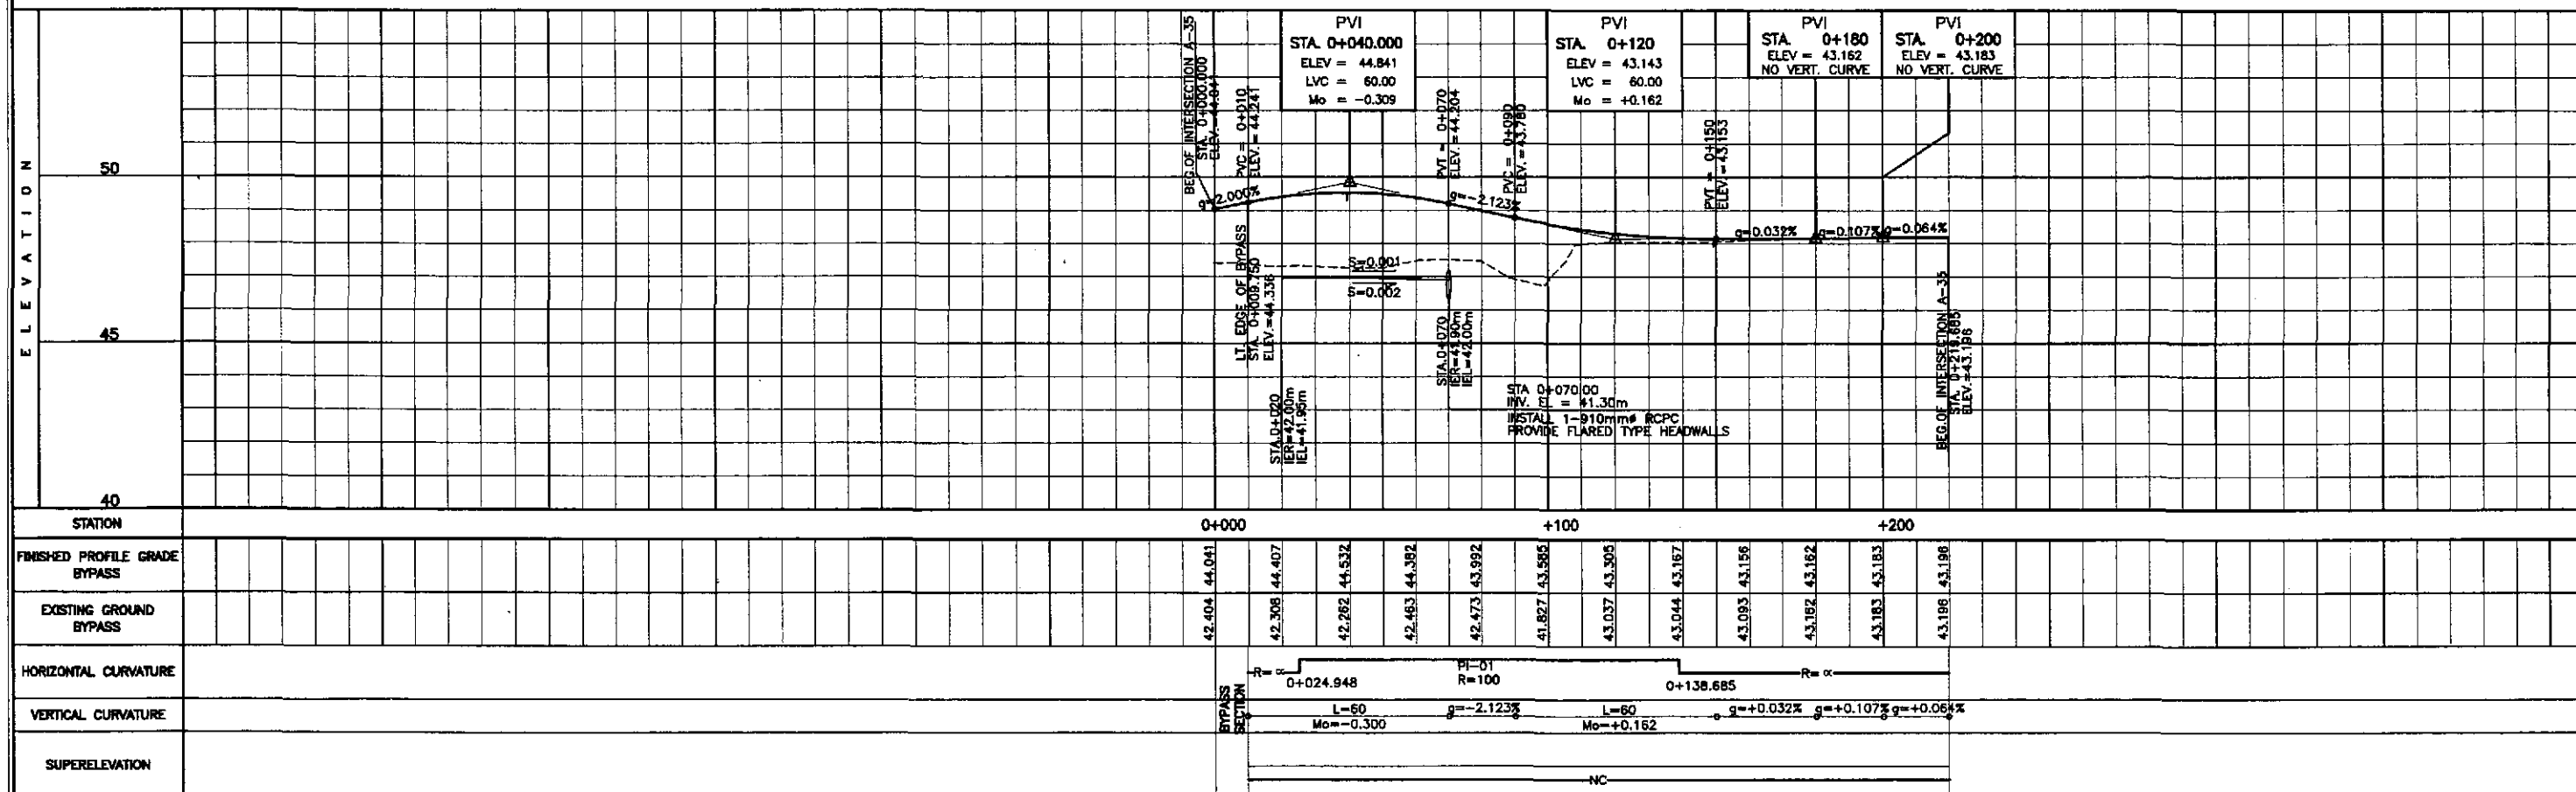 PVI
STA. 0+040.000
ELEV = 44.841
LVC = 60.00
Mo = -0.309
PVI
STA. 0+120
ELEV = 43.143
LVC = 60.00
Mo = +0.162
PVI
STA. 0+180
ELEV = 43.162
NO VERT. CURVE
PVI
STA. 0+200
ELEV = 43.183
NO VERT. CURVE
BEG.OF INTERSECTION A-35
STA. 0+000.000
PVC = 0+010
ELEV.=44.241
PVT = 0+070
ELEV.=44.204
PVC = 0+090
ELEV.=43.780
PVT = 0+150
ELEV.=43.153
ELEVATION
50
45
40
g=2.000%
g=-2.123%
g=0.032%
g=0.107%
g=0.064%
S=0.001
S=0.002
LT. EDGE OF BYPASS
STA. 0+009.750
ELEV.=44.336
STA.0+020
IER=42.00m
IEL=41.95m
STA.0+070
IER=41.90m
IEL=42.00m
STA 0+070.00
INV. EL = 41.30m
INSTALL 1-910mmø RCPC
PROVIDE FLARED TYPE HEADWALLS
BEG.OF INTERSECTION A-35
STA. 0+219.685
ELEV.=43.196
STATION
0+000
+100
+200
FINISHED PROFILE GRADE
BYPASS
44.041
44.407
44.532
44.382
43.992
43.585
43.305
43.167
43.156
43.162
43.183
43.196
EXISTING GROUND
BYPASS
42.404
42.308
42.262
42.463
42.473
41.827
43.037
43.044
43.093
43.162
43.183
43.196
HORIZONTAL CURVATURE
R= ∝
0+024.948
PI-01
R=100
0+138.685
R= ∝
VERTICAL CURVATURE
BYPASS
SECTION
L=60
Mo=-0.300
g=-2.123%
L=60
Mo=+0.162
g=+0.032%
g=+0.107%
g=+0.064%
SUPERELEVATION
NC